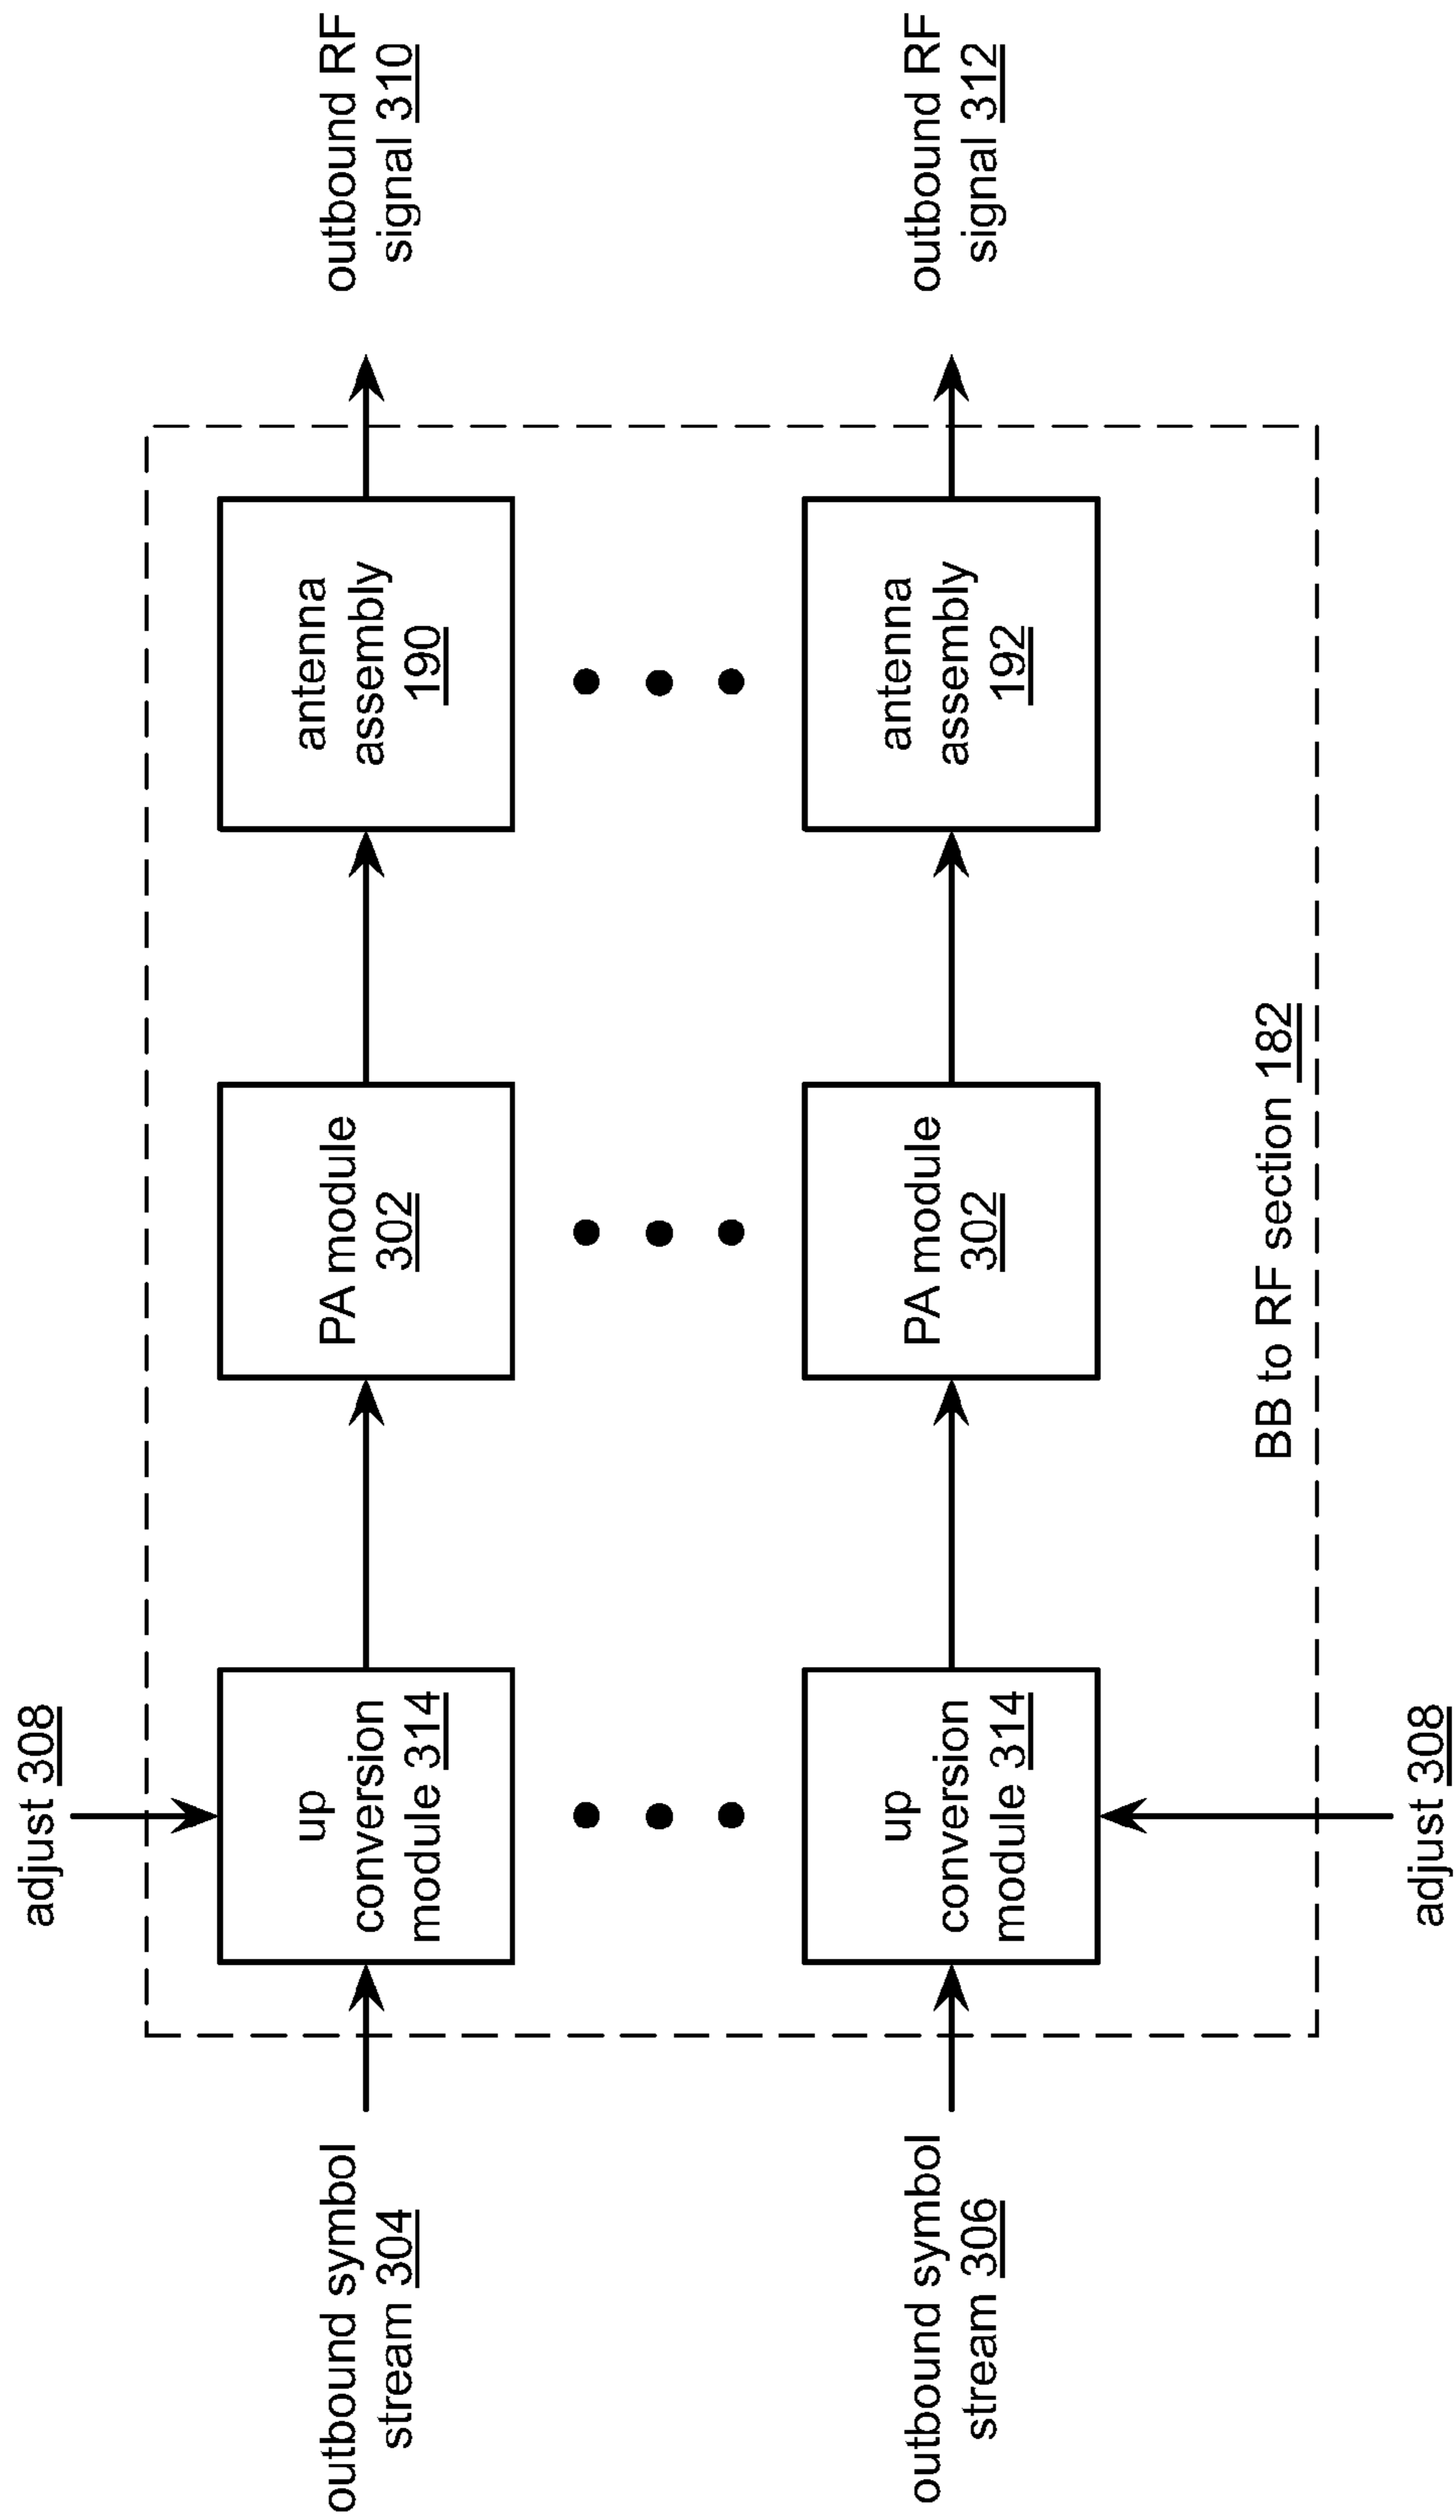 adjust 308
outbound symbol
stream 304
up
conversion
module 314
PA module
302
antenna
assembly
190
outbound RF
signal 310
outbound symbol
stream 306
up
conversion
module 314
PA module
302
antenna
assembly
192
outbound RF
signal 312
BB to RF section 182
adjust 308